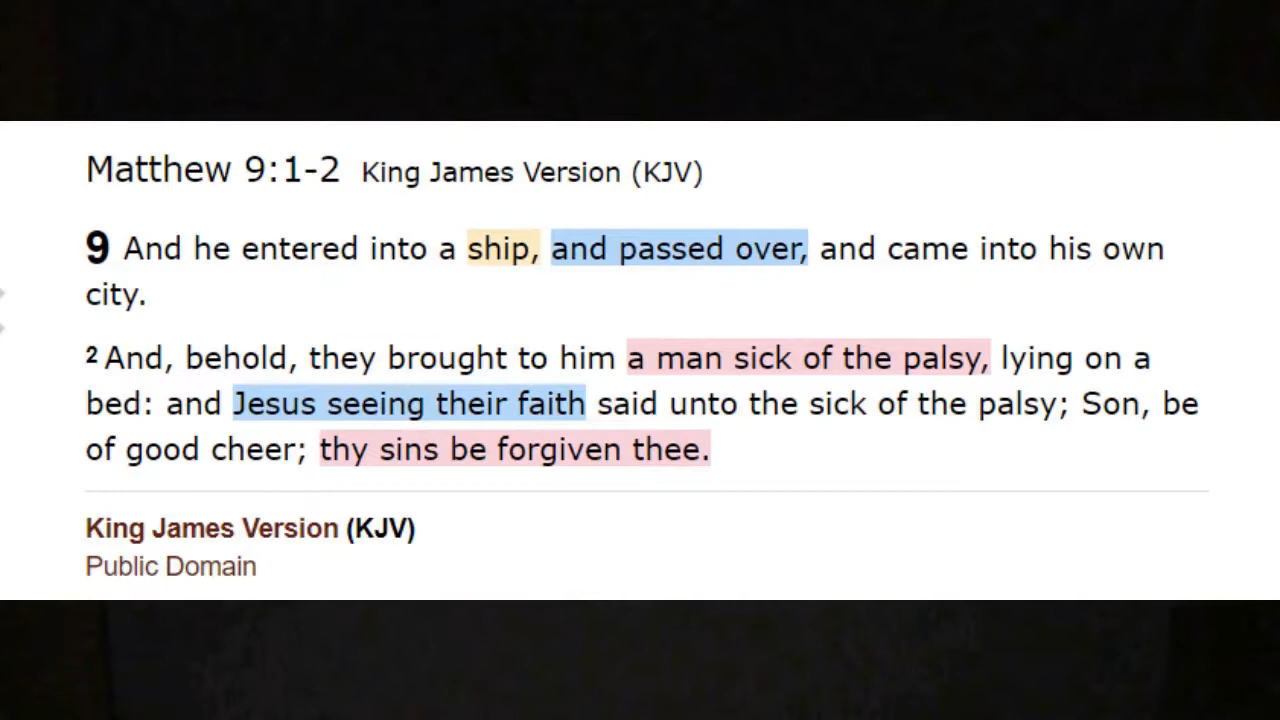 Matthew 9:1-2 King James Version (KJV)
9 And he entered into a ship, and passed over, and came into his own
city.
2 And, behold, they brought to him a man sick of the palsy, lying on a
bed: and Jesus seeing their faith said unto the sick of the palsy; Son, be
of good cheer; thy sins be forgiven thee.
King James Version (KJV)
Public Domain